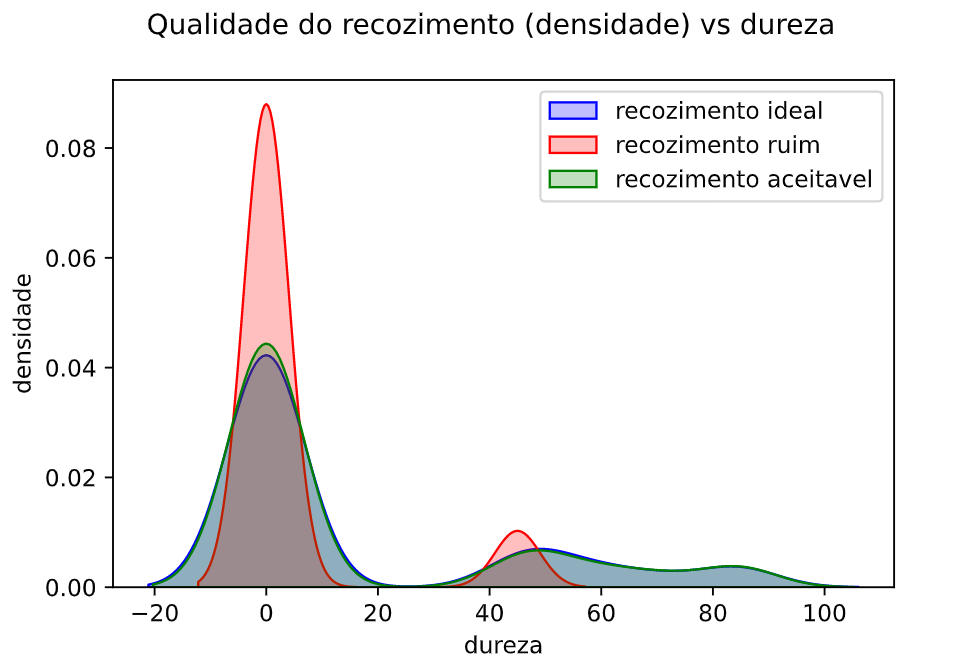 Qualidade do recozimento (densidade) vs dureza
recozimento ideal
recozimento ruim
recozimento aceitavel
densidade
0.08
0.06
0.04
0.02
0.00
−20 0 20 40 60 80 100
dureza